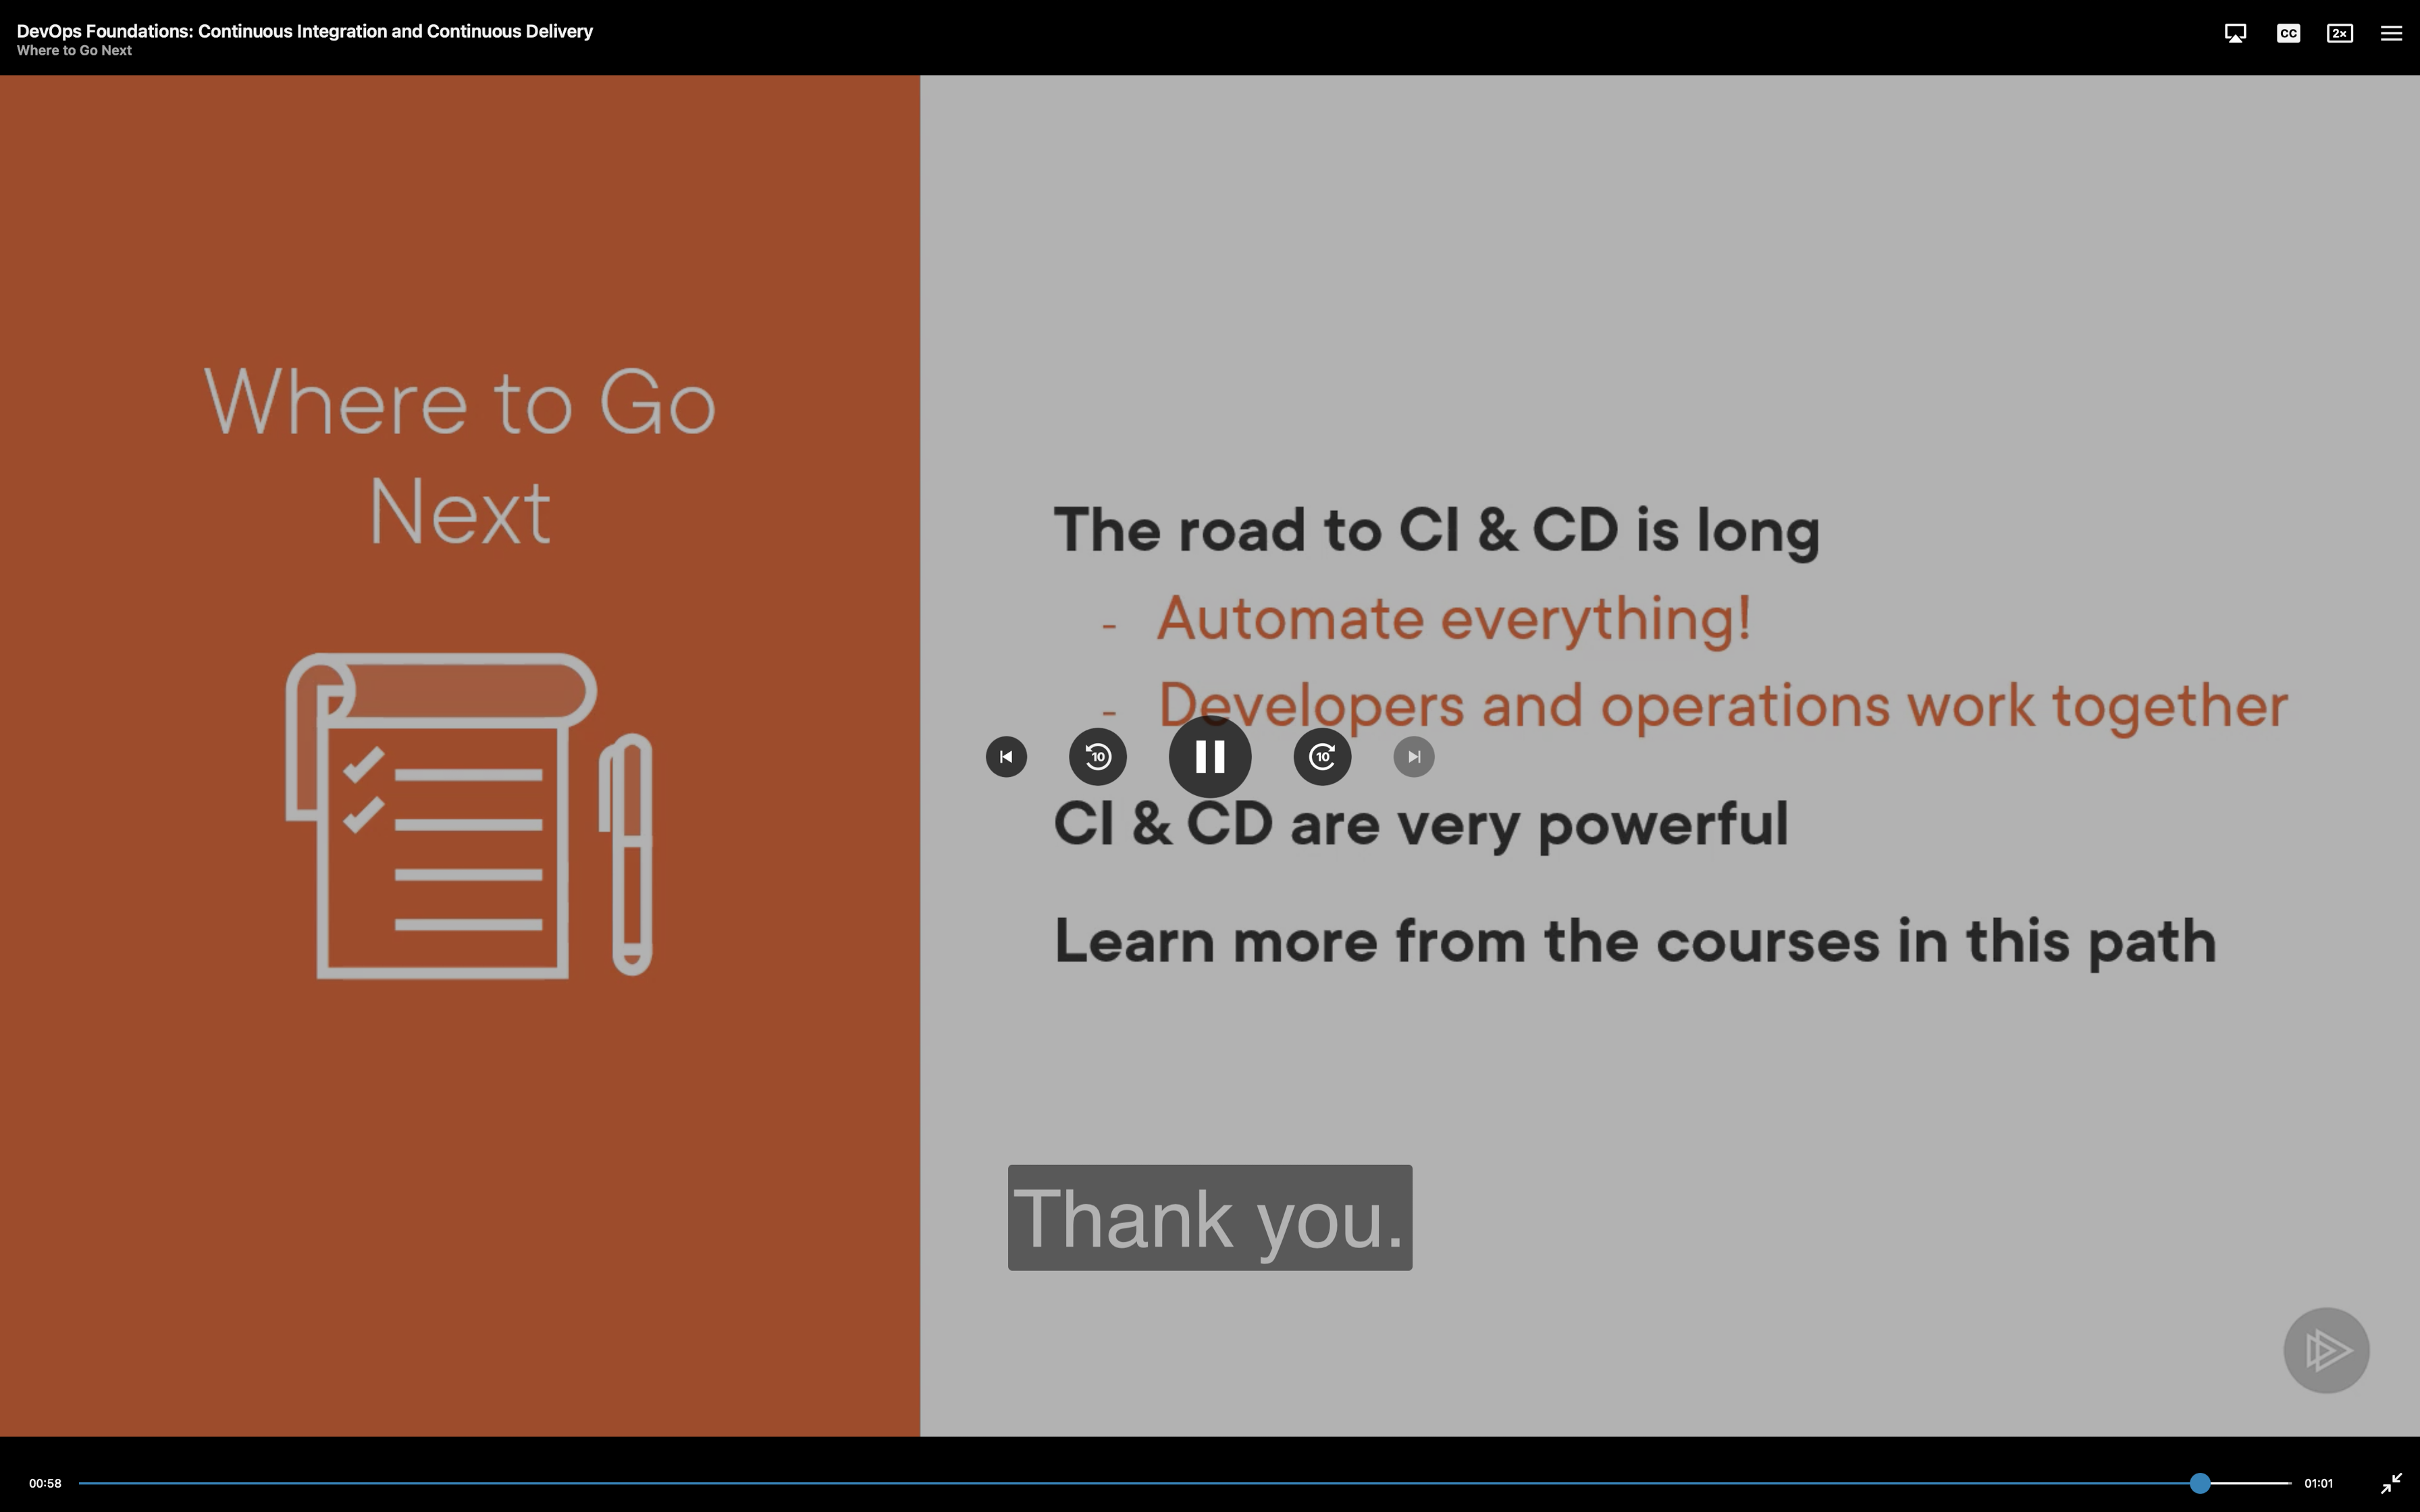 DevOps Foundations: Continuous Integration and Continuous Delivery
Where to Go Next
CC
2×
Where to Go
Next
The road to CI & CD is long
- Automate everything!
- Developers and operations work together
10
10
CI & CD are very powerful
Learn more from the courses in this path
Thank you.
00:58
01:01